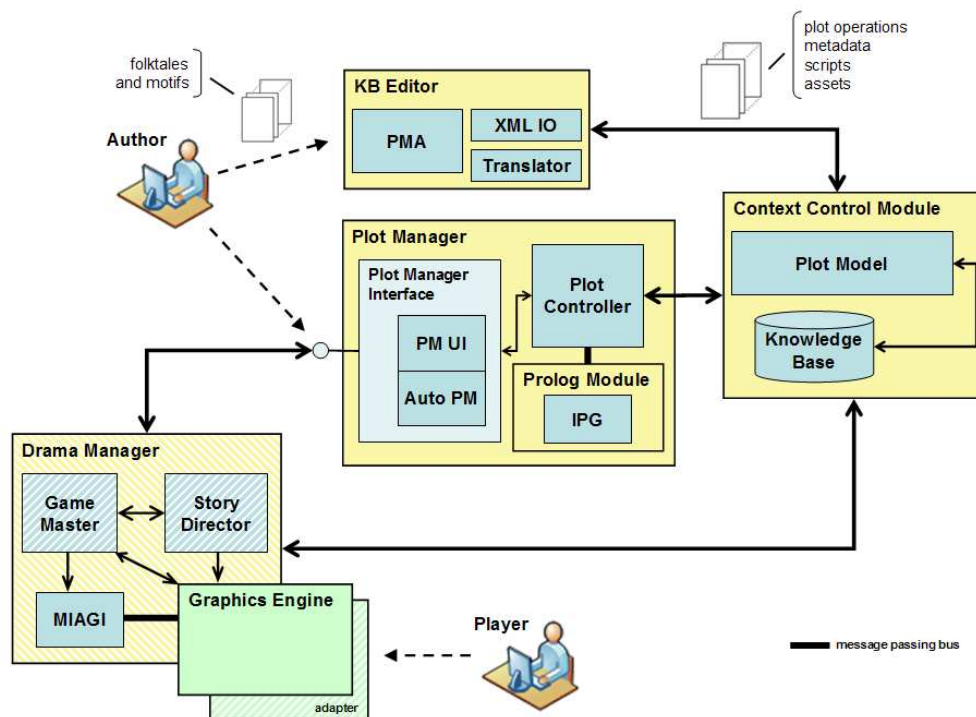 folktales
and motifs
plot operations
metadata
scripts
assets
Author
KB Editor
PMA
XML IO
Translator
Context Control Module
Plot Model
Knowledge
Base
Plot Manager
Plot Manager
Interface
PM UI
Auto PM
Plot
Controller
Prolog Module
IPG
Drama Manager
Game
Master
Story
Director
MIAGI
Graphics Engine
adapter
Player
message passing bus